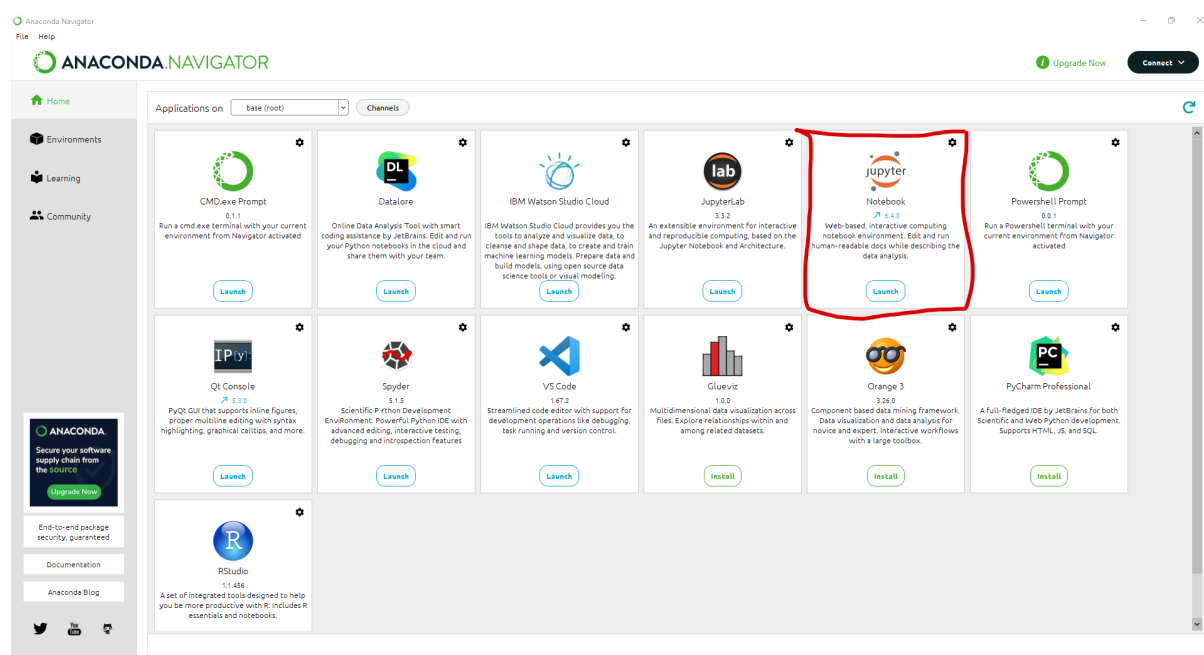 Anaconda Navigator
File Help
ANACONDA.NAVIGATOR
Upgrade Now
Connect
Home
Environments
Learning
Community
Applications on
base (root)
Channels
CMD.exe Prompt
0.1.1
Run a cmd.exe terminal with your current
environment from Navigator activated
Launch
DL
Datalore
Online Data Analysis Tool with smart
coding assistance by JetBrains. Edit and run
your Python notebooks in the cloud and
share them with your team.
Launch
IBM Watson Studio Cloud
IBM Watson Studio Cloud provides you the
tools to analyze and visualize data, to
cleanse and shape data, to create and train
machine learning models. Prepare data and
build models, using open source data
science tools or visual modeling.
Launch
lab
JupyterLab
3.3.2
An extensible environment for interactive
and reproducible computing, based on the
Jupyter Notebook and Architecture.
Launch
jupyter
Notebook
6.4.8
Web-based, interactive computing
notebook environment. Edit and run
human-readable docs while describing the
data analysis.
Launch
Powershell Prompt
0.0.1
Run a Powershell terminal with your
current environment from Navigator
activated
Launch
IP[y]:
Qt Console
5.3.0
PyQt GUI that supports inline figures,
proper multiline editing with syntax
highlighting, graphical calltips, and more.
Launch
Spyder
5.1.5
Scientific PYthon Development
EnviRonment. Powerful Python IDE with
advanced editing, interactive testing,
debugging and introspection features
Launch
VS Code
1.67.2
Streamlined code editor with support for
development operations like debugging,
task running and version control.
Launch
Glueviz
1.0.0
Multidimensional data visualization across
files. Explore relationships within and
among related datasets.
Install
Orange 3
3.26.0
Component based data mining framework.
Data visualization and data analysis for
novice and expert. Interactive workflows
with a large toolbox.
Install
PC
PyCharm Professional
A full-fledged IDE by JetBrains for both
Scientific and Web Python development.
Supports HTML, JS, and SQL.
Install
R
RStudio
1.1.456
A set of integrated tools designed to help
you be more productive with R. Includes R
essentials and notebooks.
ANACONDA.
Secure your software
supply chain from
the source
Upgrade Now
End-to-end package
security, guaranteed
Documentation
Anaconda Blog
You
Tube